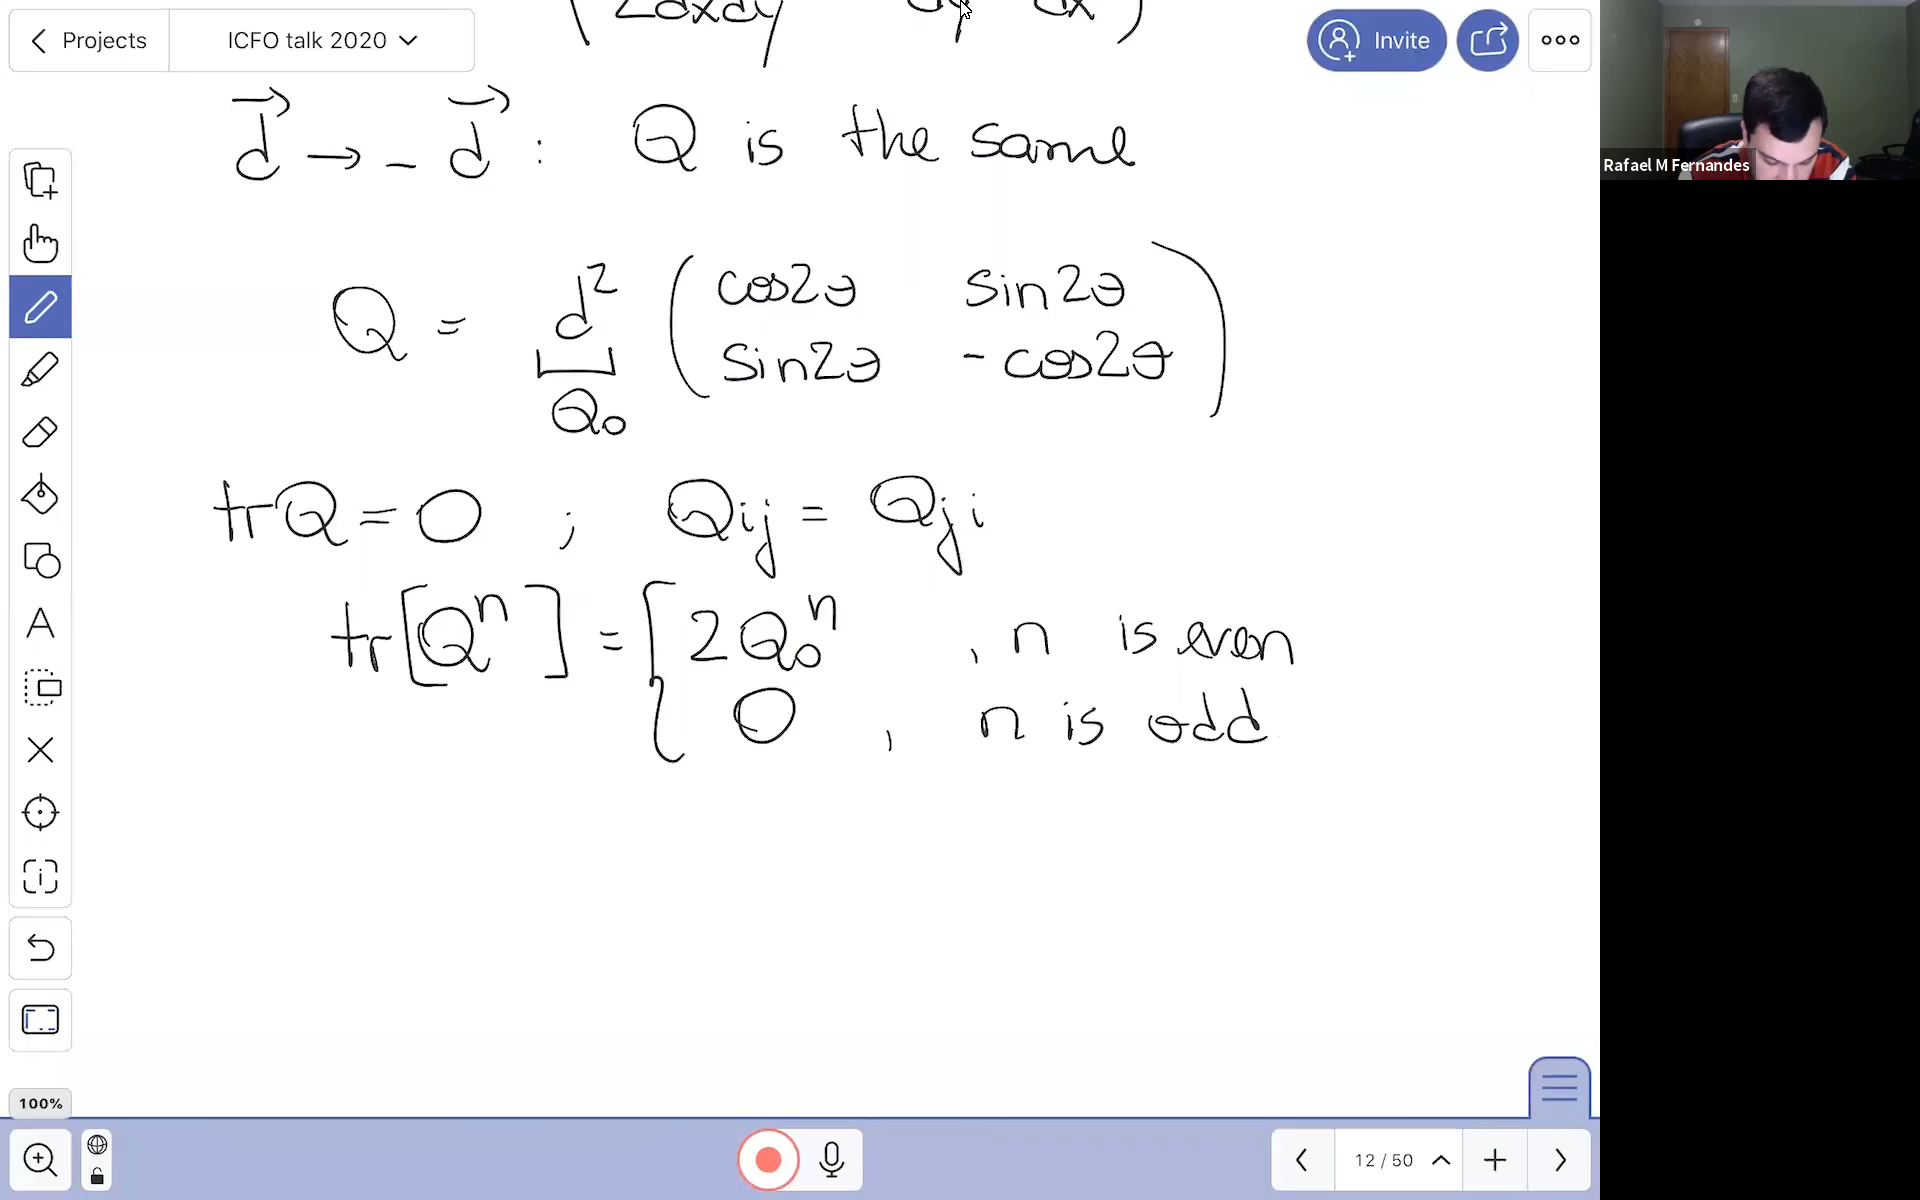 2dxdy
Projects
ICFO talk 2020
Invite
d → - d : Q is the same
Rafael M Fernandes
Q = d² ( cos2θ sin2θ
sin2θ - cos2θ )
Q₀
trQ = 0 ; Qij = Qji
tr[Qⁿ] = { 2Q₀ⁿ , n is even
0 , n is odd
A
100%
12 / 50